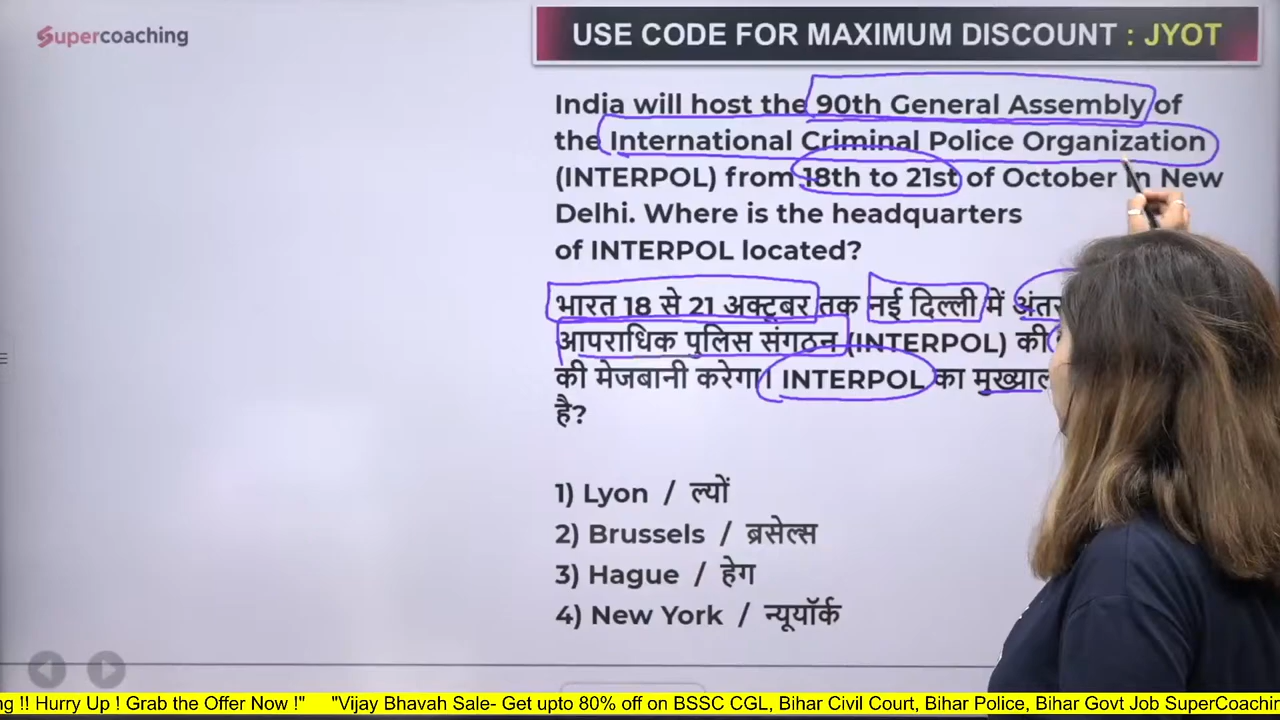 Supercoaching
USE CODE FOR MAXIMUM DISCOUNT : JYOT
India will host the 90th General Assembly of
the International Criminal Police Organization
(INTERPOL) from 18th to 21st of October in New
Delhi. Where is the headquarters
of INTERPOL located?
भारत 18 से 21 अक्टूबर तक नई दिल्ली में
आपराधिक पुलिस संगठन (INTERPOL) की
की मेजबानी करेगा। INTERPOL का
है?
1) Lyon / ल्यों
2) Brussels / ब्रसेल्स
3) Hague / हेग
4) New York / न्यूयॉर्क
!! Hurry Up ! Grab the Offer Now !" "Vijay Bhavah Sale- Get upto 80% off on BSSC CGL, Bihar Civil Court, Bihar Police, Bihar Govt Job